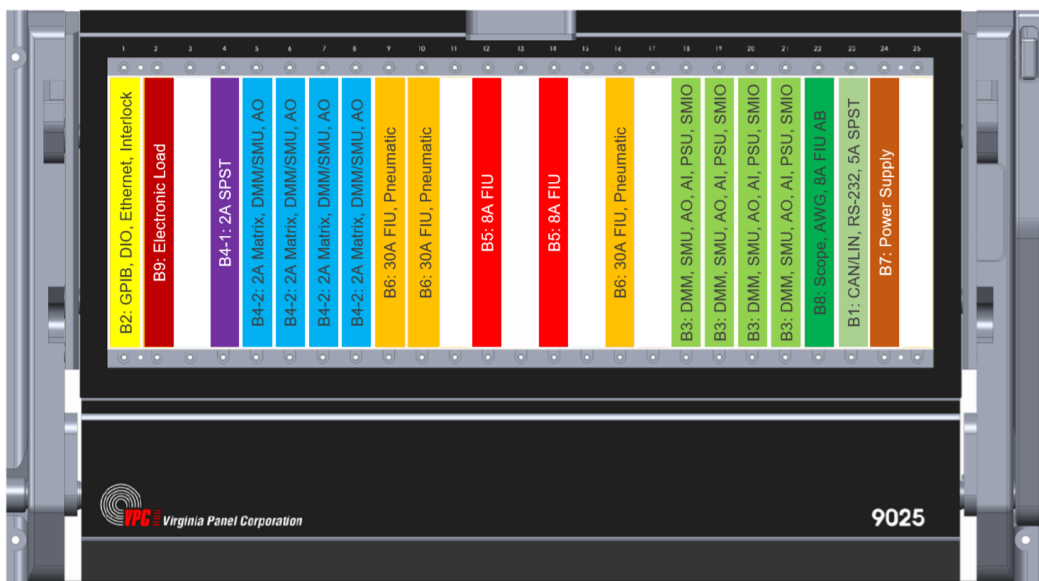 1 2 3 4 5 6 7 8 9 10 11 12 13 14 15 16 17 18 19 20 21 22 23 24 25
B2: GPIB, DIO, Ethernet, Interlock
B9: Electronic Load
B4-1: 2A SPST
B4-2: 2A Matrix, DMM/SMU, AO
B4-2: 2A Matrix, DMM/SMU, AO
B4-2: 2A Matrix, DMM/SMU, AO
B4-2: 2A Matrix, DMM/SMU, AO
B6: 30A FIU, Pneumatic
B6: 30A FIU, Pneumatic
B5: 8A FIU
B5: 8A FIU
B6: 30A FIU, Pneumatic
B3: DMM, SMU, AO, AI, PSU, SMIO
B3: DMM, SMU, AO, AI, PSU, SMIO
B3: DMM, SMU, AO, AI, PSU, SMIO
B3: DMM, SMU, AO, AI, PSU, SMIO
B8: Scope, AWG, 8A FIU AB
B1: CAN/LIN, RS-232, 5A SPST
B7: Power Supply
VPC Virginia Panel Corporation
9025